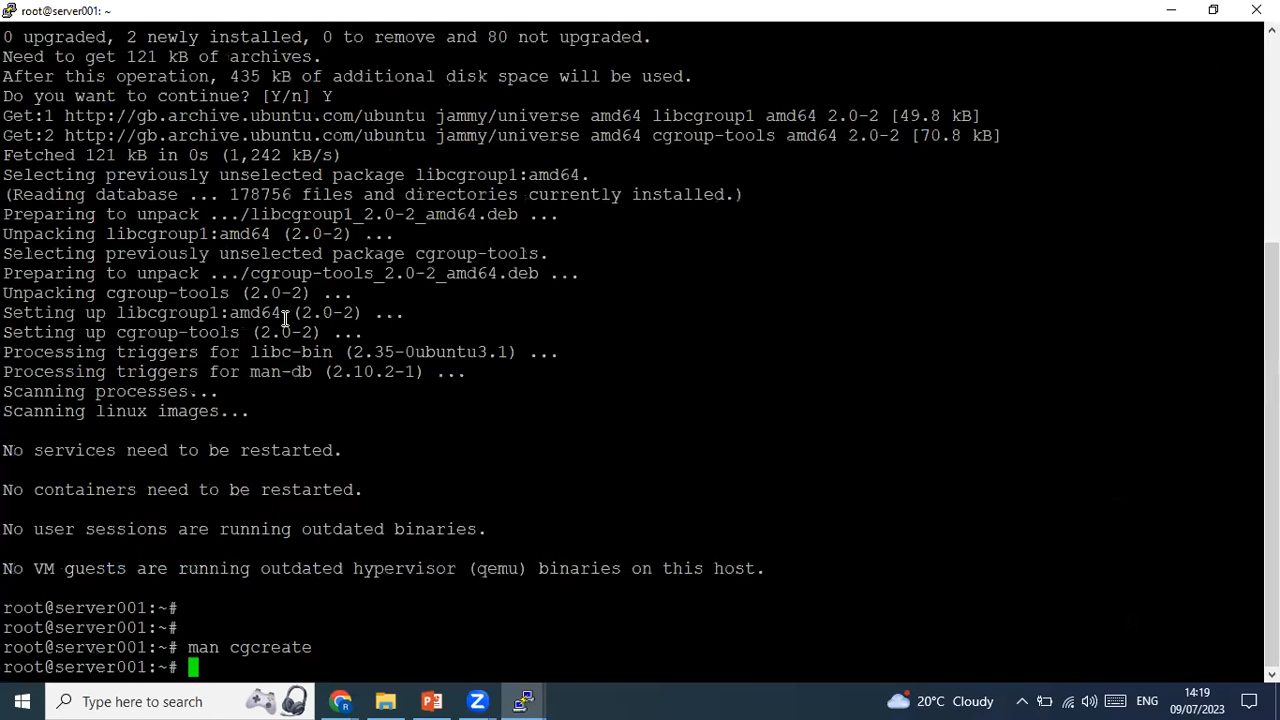 root@server001: ~
0 upgraded, 2 newly installed, 0 to remove and 80 not upgraded.
Need to get 121 kB of archives.
After this operation, 435 kB of additional disk space will be used.
Do you want to continue? [Y/n] Y
Get:1 http://gb.archive.ubuntu.com/ubuntu jammy/universe amd64 libcgroup1 amd64 2.0-2 [49.8 kB]
Get:2 http://gb.archive.ubuntu.com/ubuntu jammy/universe amd64 cgroup-tools amd64 2.0-2 [70.8 kB]
Fetched 121 kB in 0s (1,242 kB/s)
Selecting previously unselected package libcgroup1:amd64.
(Reading database ... 178756 files and directories currently installed.)
Preparing to unpack .../libcgroup1_2.0-2_amd64.deb ...
Unpacking libcgroup1:amd64 (2.0-2) ...
Selecting previously unselected package cgroup-tools.
Preparing to unpack .../cgroup-tools_2.0-2_amd64.deb ...
Unpacking cgroup-tools (2.0-2) ...
Setting up libcgroup1:amd64 (2.0-2) ...
Setting up cgroup-tools (2.0-2) ...
Processing triggers for libc-bin (2.35-0ubuntu3.1) ...
Processing triggers for man-db (2.10.2-1) ...
Scanning processes...
Scanning linux images...
No services need to be restarted.
No containers need to be restarted.
No user sessions are running outdated binaries.
No VM guests are running outdated hypervisor (qemu) binaries on this host.
root@server001:~#
root@server001:~#
root@server001:~# man cgcreate
root@server001:~#
Type here to search
20°C Cloudy
ENG
14:19
09/07/2023